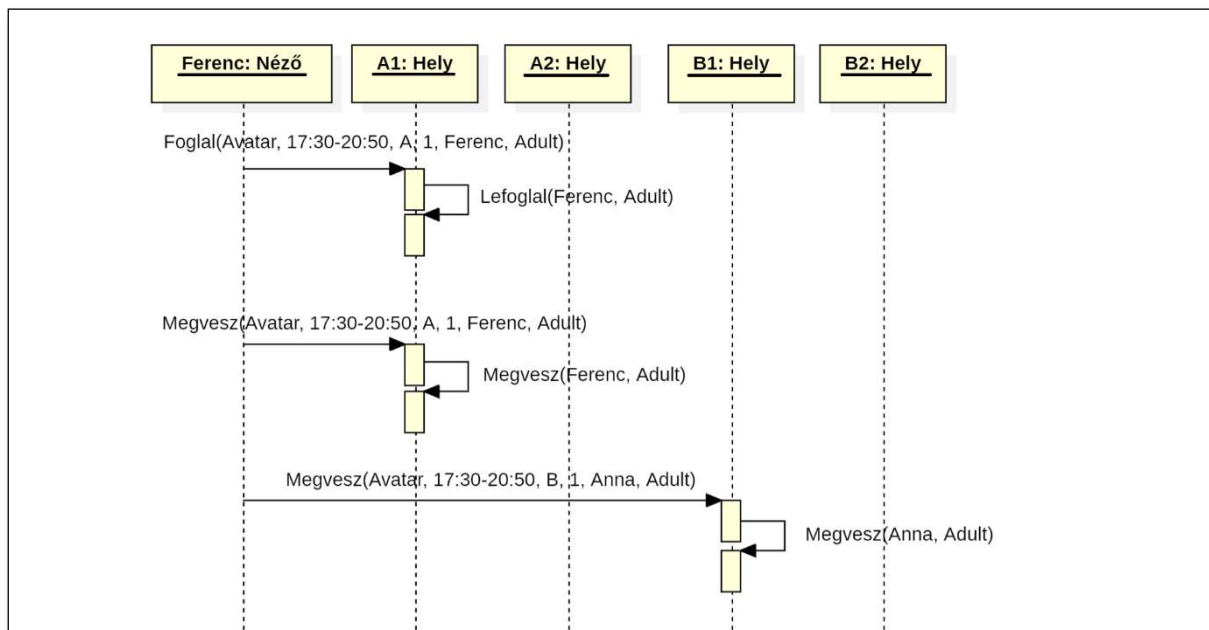 Ferenc: Néző
A1: Hely
A2: Hely
B1: Hely
B2: Hely
Foglal(Avatar, 17:30-20:50, A, 1, Ferenc, Adult)
Lefoglal(Ferenc, Adult)
Megvesz(Avatar, 17:30-20:50, A, 1, Ferenc, Adult)
Megvesz(Ferenc, Adult)
Megvesz(Avatar, 17:30-20:50, B, 1, Anna, Adult)
Megvesz(Anna, Adult)